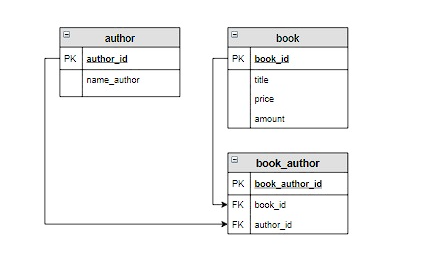 author
PK author_id
name_author
book
PK book_id
title
price
amount
book_author
PK book_author_id
FK book_id
FK author_id